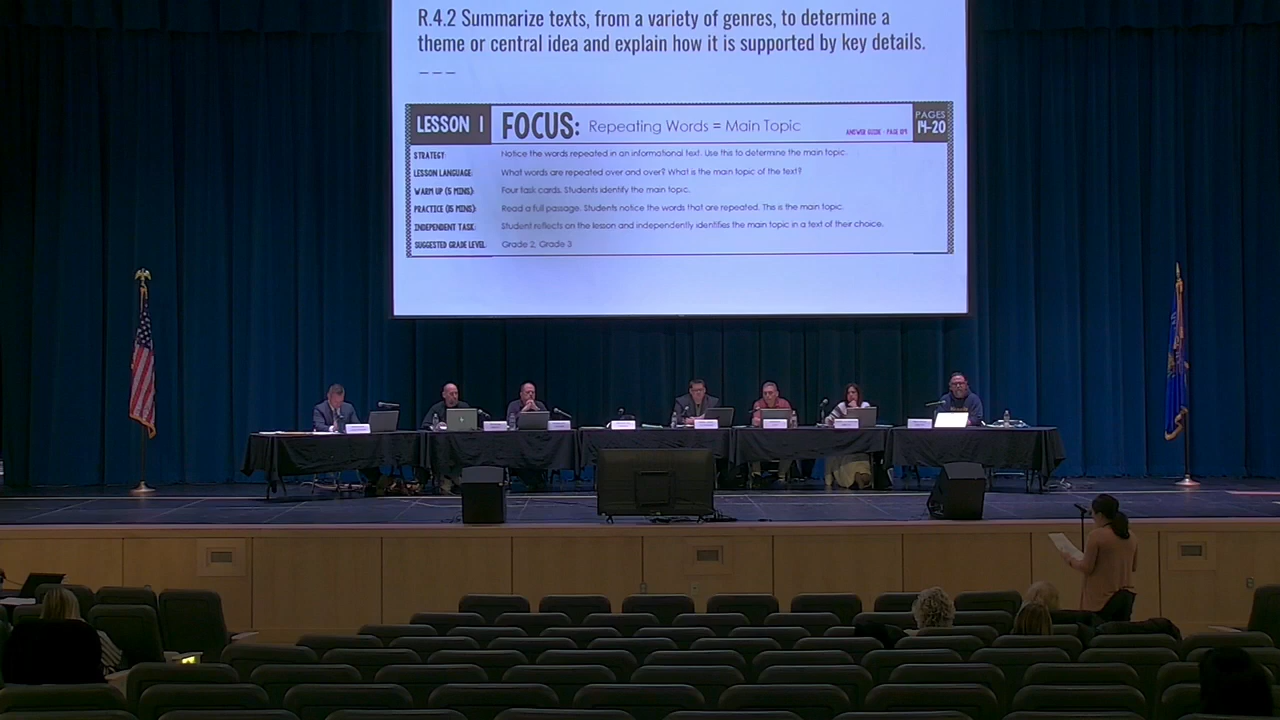 R.4.2 Summarize texts, from a variety of genres, to determine a
theme or central idea and explain how it is supported by key details.
LESSON 1
FOCUS: Repeating Words = Main Topic
ANSWER GUIDE - PAGE
PAGES
14-20
STRATEGY: Notice the words repeated in an informational text. Use this to determine the main topic.
LESSON LANGUAGE: What words are repeated over and over? What is the main topic of the text?
WARM UP (5 MINS): Four task cards. Students identify the main topic.
PRACTICE (15 MINS): Read a full passage. Students notice the words that are repeated. This is the main topic.
INDEPENDENT TASK: Student reflects on the lesson and independently identifies the main topic in a text of their choice.
SUGGESTED GRADE LEVEL: Grade 2, Grade 3